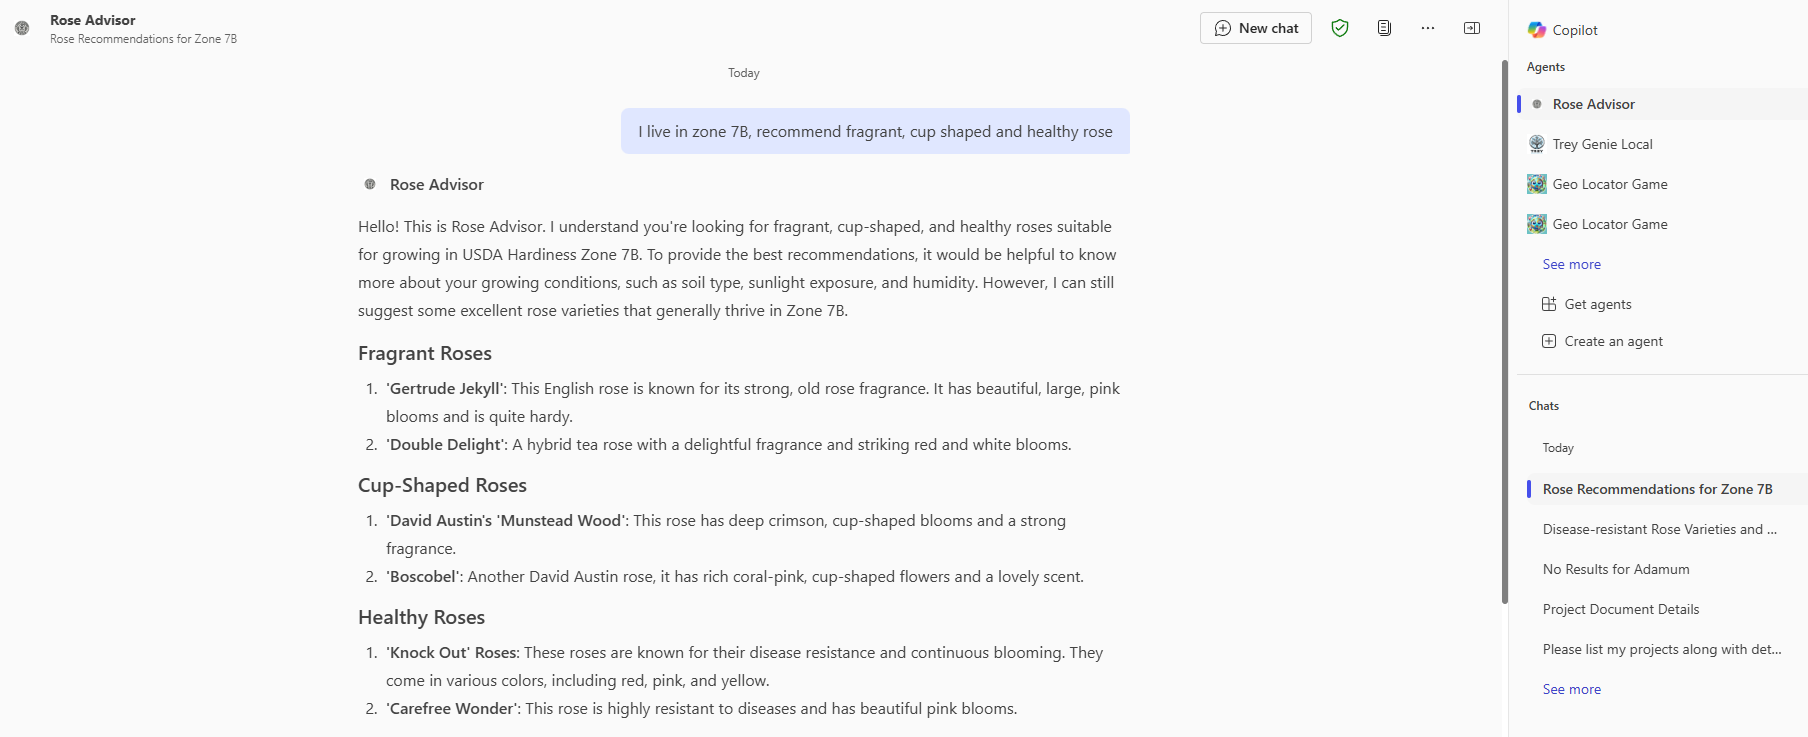 Rose Advisor
Rose Recommendations for Zone 7B
New chat
Today
I live in zone 7B, recommend fragrant, cup shaped and healthy rose
Rose Advisor
Hello! This is Rose Advisor. I understand you're looking for fragrant, cup-shaped, and healthy roses suitable
for growing in USDA Hardiness Zone 7B. To provide the best recommendations, it would be helpful to know
more about your growing conditions, such as soil type, sunlight exposure, and humidity. However, I can still
suggest some excellent rose varieties that generally thrive in Zone 7B.
Fragrant Roses
1. 'Gertrude Jekyll': This English rose is known for its strong, old rose fragrance. It has beautiful, large, pink
blooms and is quite hardy.
2. 'Double Delight': A hybrid tea rose with a delightful fragrance and striking red and white blooms.
Cup-Shaped Roses
1. 'David Austin's 'Munstead Wood': This rose has deep crimson, cup-shaped blooms and a strong
fragrance.
2. 'Boscobel': Another David Austin rose, it has rich coral-pink, cup-shaped flowers and a lovely scent.
Healthy Roses
1. 'Knock Out' Roses: These roses are known for their disease resistance and continuous blooming. They
come in various colors, including red, pink, and yellow.
2. 'Carefree Wonder': This rose is highly resistant to diseases and has beautiful pink blooms.
Copilot
Agents
Rose Advisor
TREY
Trey Genie Local
Geo Locator Game
Geo Locator Game
See more
Get agents
Create an agent
Chats
Today
Rose Recommendations for Zone 7B
Disease-resistant Rose Varieties and ...
No Results for Adamum
Project Document Details
Please list my projects along with det...
See more